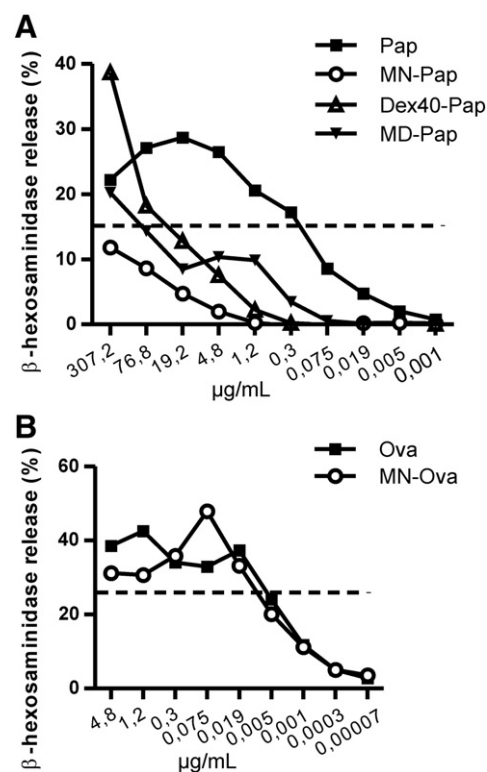 A
Pap
MN-Pap
Dex40-Pap
MD-Pap
β-hexosaminidase release (%)
40
30
20
10
0
307,2 76,8 19,2 4,8 1,2 0,3 0,075 0,019 0,005 0,001
µg/mL
B
Ova
MN-Ova
β-hexosaminidase release (%)
60
40
20
0
4,8 1,2 0,3 0,075 0,019 0,005 0,001 0,0003 0,00007
µg/mL